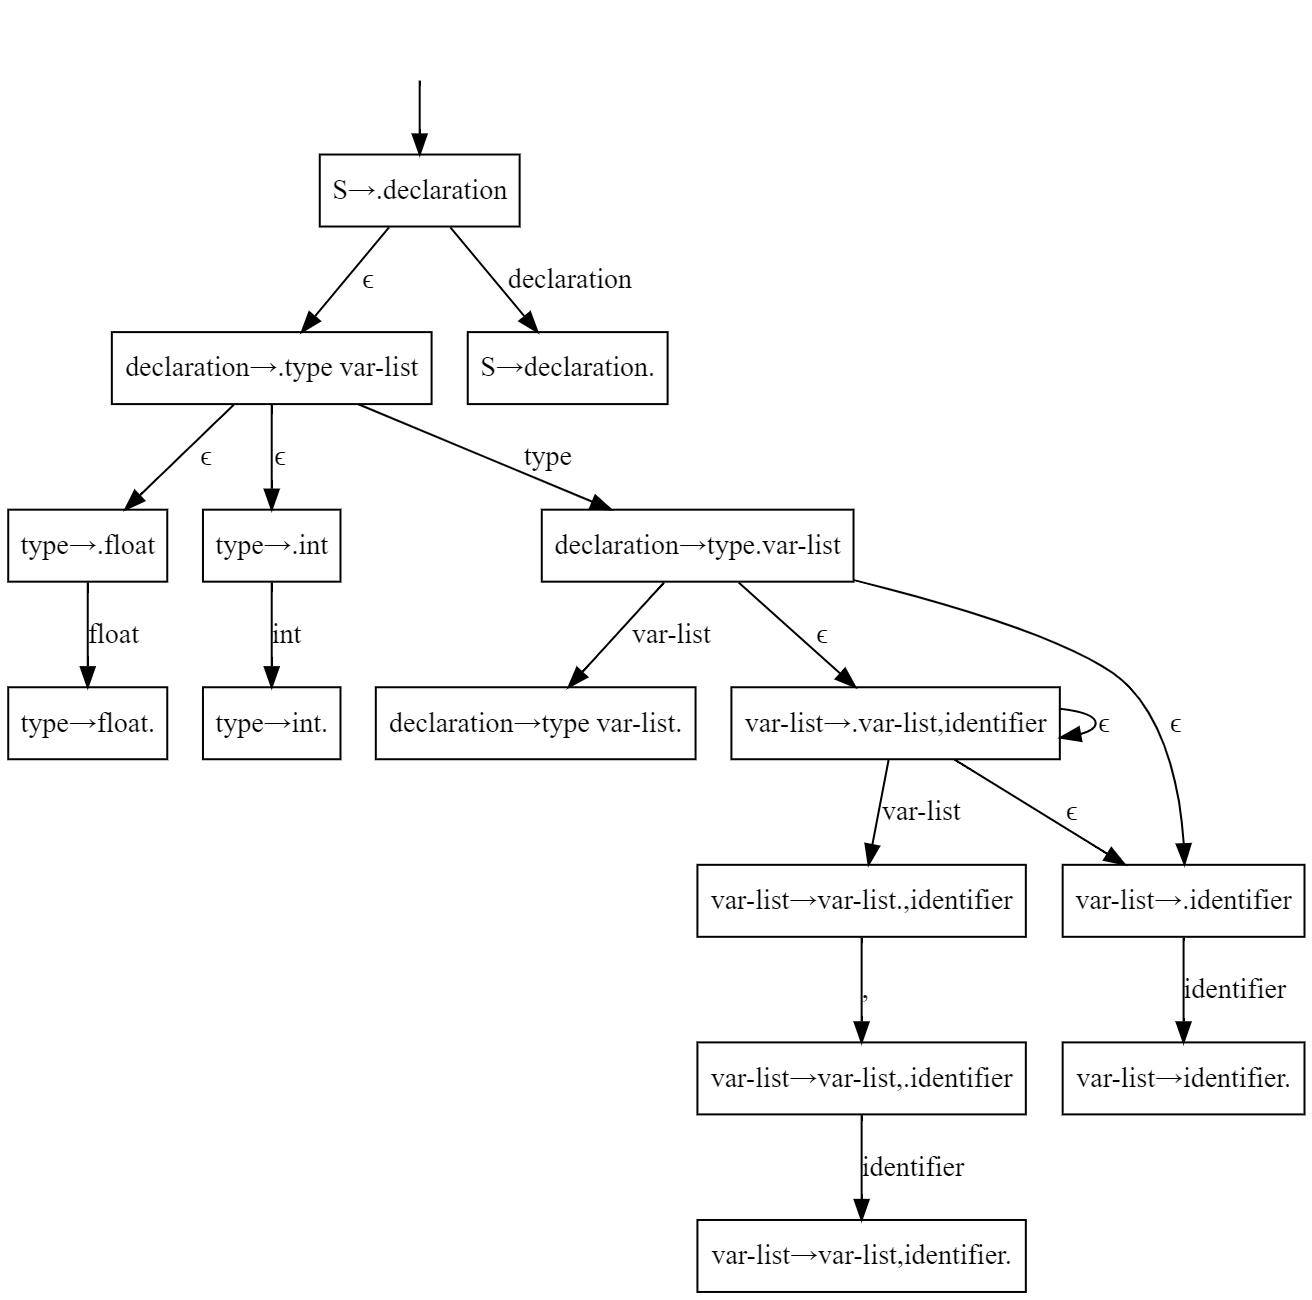 S→.declaration
ϵ
declaration
declaration→.type var-list
S→declaration.
ϵ
ϵ
type
type→.float
type→.int
declaration→type.var-list
float
int
var-list
ϵ
type→float.
type→int.
declaration→type var-list.
var-list→.var-list,identifier
ϵ
ϵ
var-list
ϵ
var-list→var-list.,identifier
var-list→.identifier
,
identifier
var-list→var-list,.identifier
var-list→identifier.
identifier
var-list→var-list,identifier.